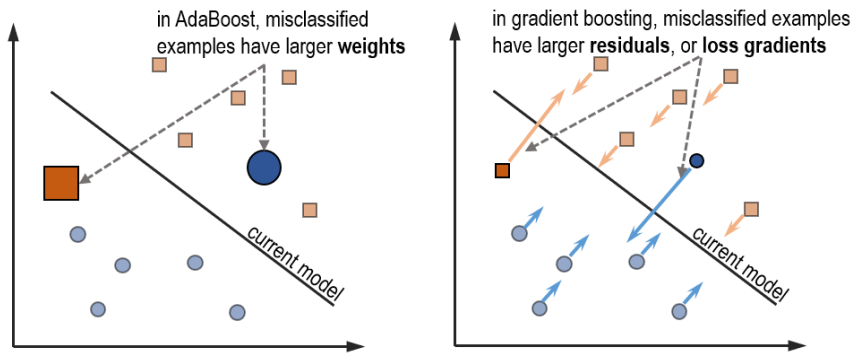 in AdaBoost, misclassified
examples have larger weights
current model
in gradient boosting, misclassified examples
have larger residuals, or loss gradients
current model